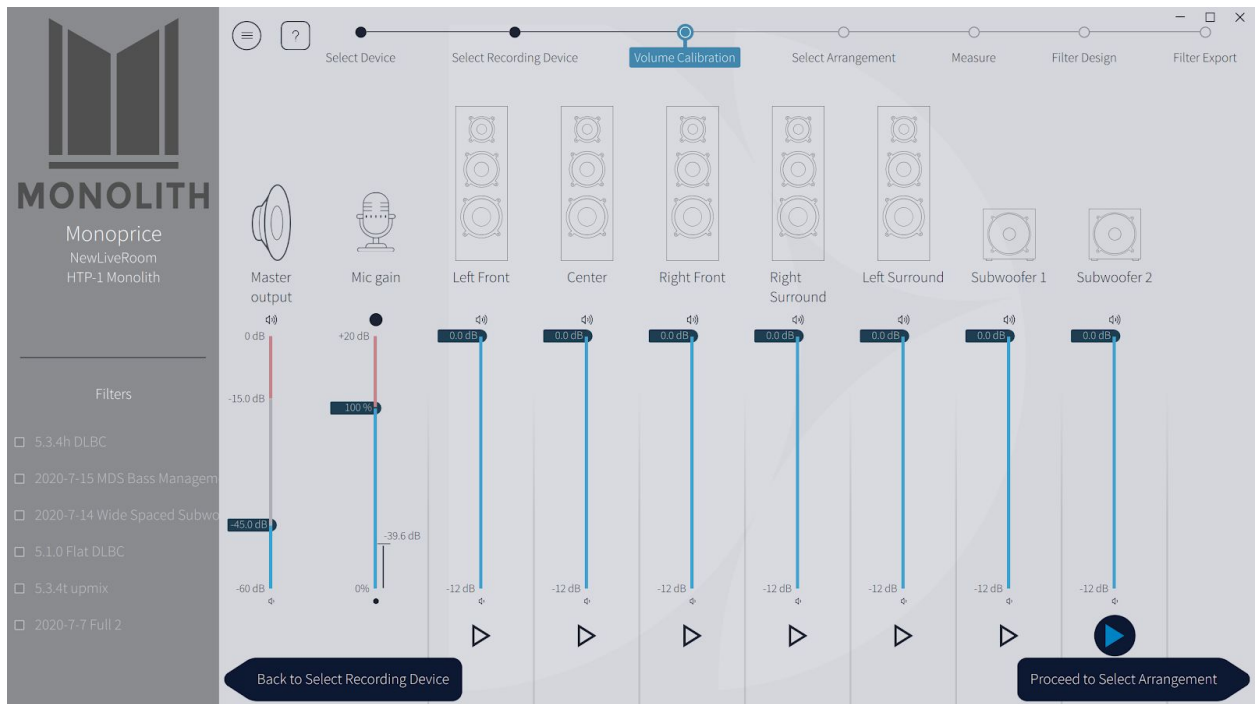 MONOLITH
Monoprice
NewLiveRoom
HTP-1 Monolith
Filters
5.3.4h DLBC
2020-7-15 MDS Bass Managem
2020-7-14 Wide Spaced Subwo
5.1.0 Flat DLBC
5.3.4t upmix
2020-7-7 Full 2
?
Select Device
Select Recording Device
Volume Calibration
Select Arrangement
Measure
Filter Design
Filter Export
Master
output
Mic gain
Left Front
Center
Right Front
Right
Surround
Left Surround
Subwoofer 1
Subwoofer 2
0 dB
+20 dB
0.0 dB
0.0 dB
0.0 dB
0.0 dB
0.0 dB
0.0 dB
0.0 dB
-15.0 dB
100 %
-45.0 dB
-39.6 dB
-60 dB
0%
-12 dB
-12 dB
-12 dB
-12 dB
-12 dB
-12 dB
-12 dB
Back to Select Recording Device
Proceed to Select Arrangement